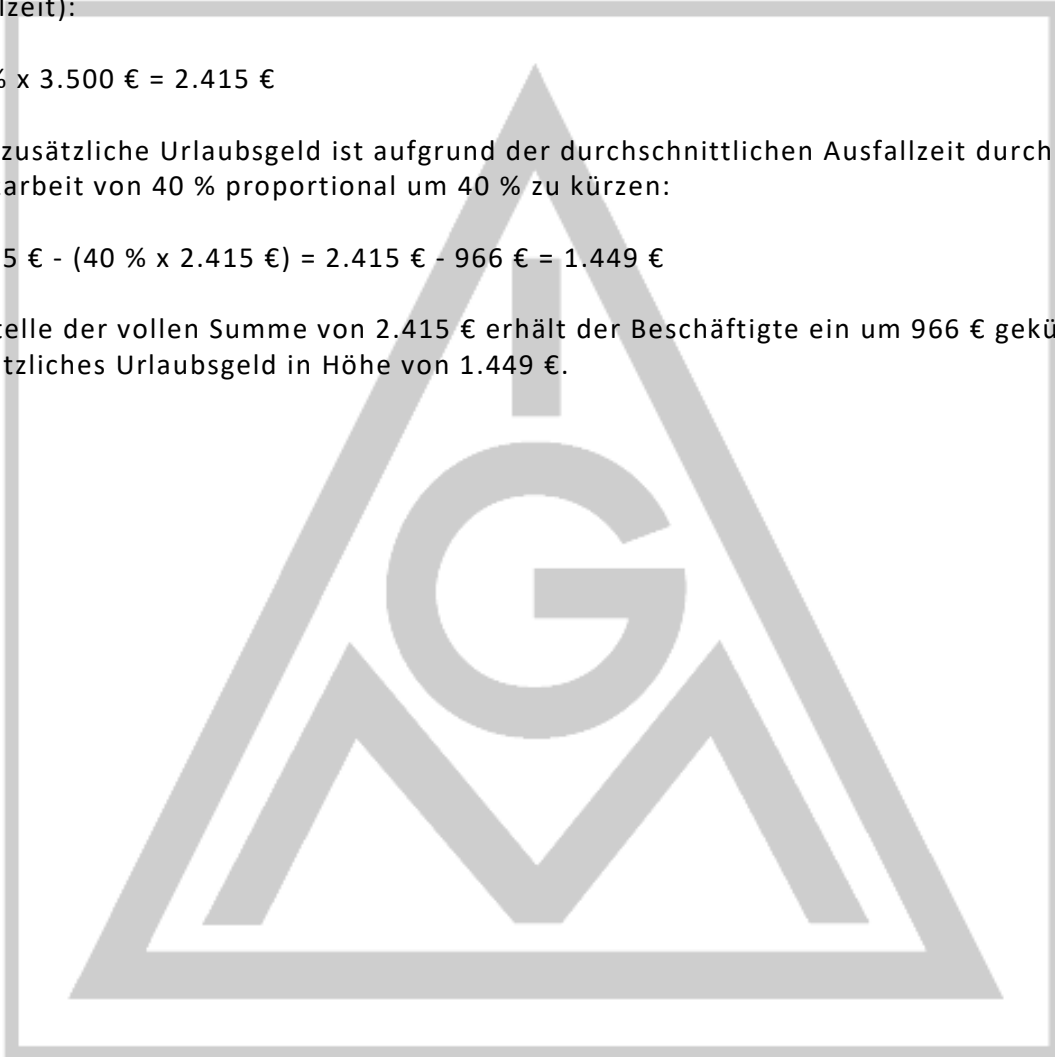 lzeit):
% x 3.500 € = 2.415 €
zusätzliche Urlaubsgeld ist aufgrund der durchschnittlichen Ausfallzeit durch
arbeit von 40 % proportional um 40 % zu kürzen:
5 € - (40 % x 2.415 €) = 2.415 € - 966 € = 1.449 €
telle der vollen Summe von 2.415 € erhält der Beschäftigte ein um 966 € gekü
tzliches Urlaubsgeld in Höhe von 1.449 €.
IGM